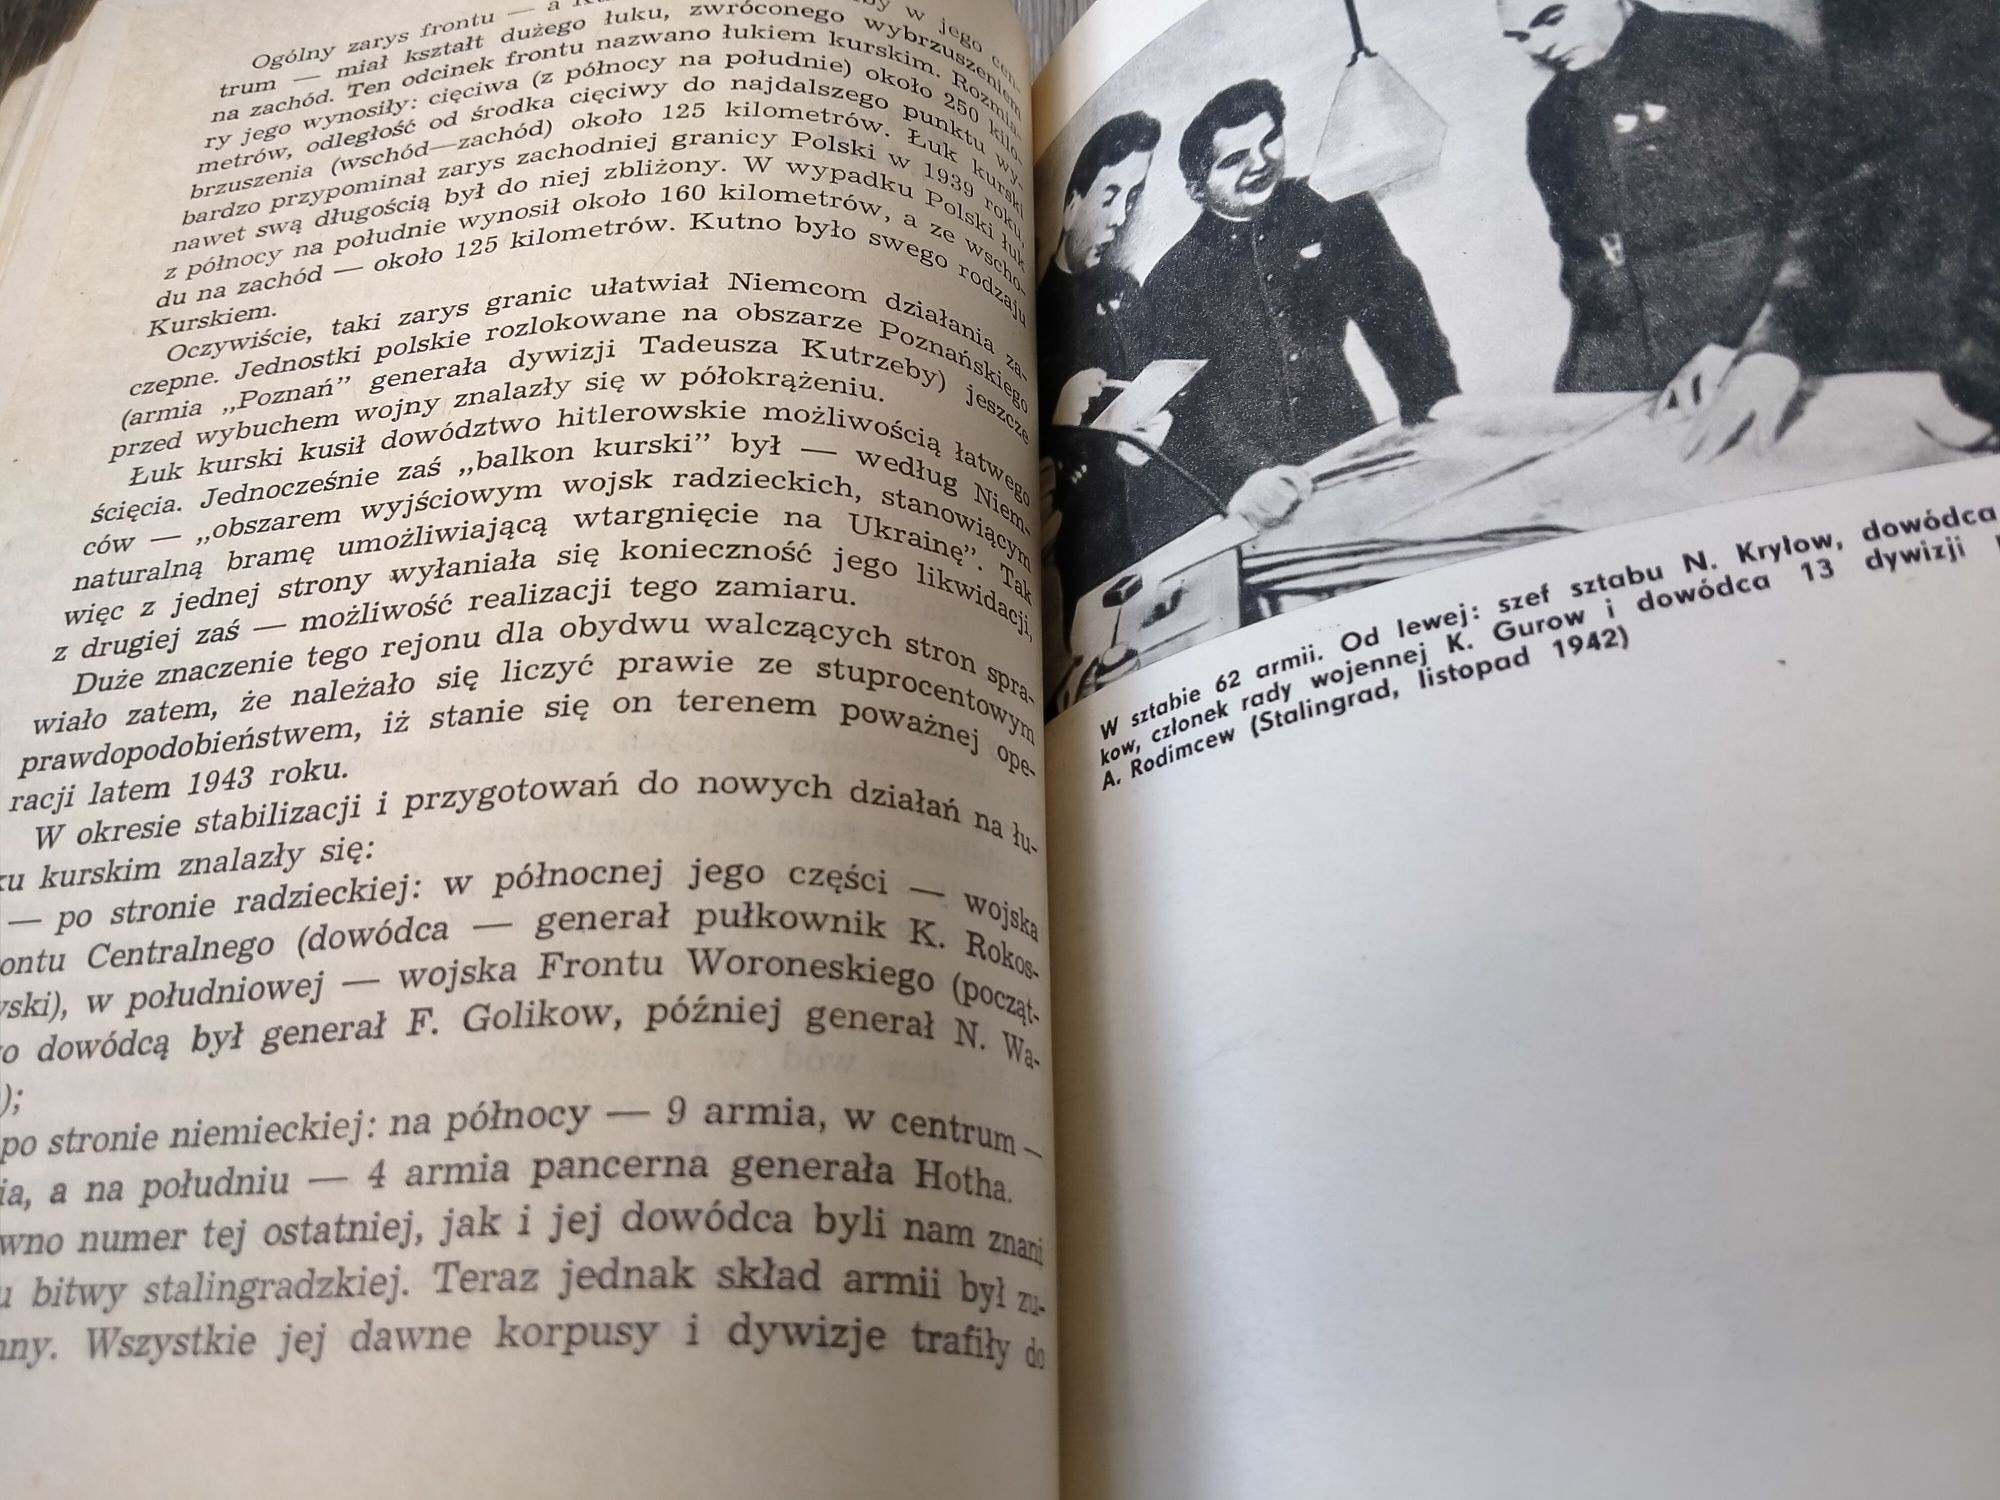 Ogólny zarys frontu — a w jego cen-
trum — miał kształt dużego łuku, zwróconego wybrzuszeniem
na zachód. Ten odcinek frontu nazwano łukiem kurskim. Rozmia-
ry jego wynosiły: cięciwa (z północy na południe) około 250 kilo-
metrów, odległość od środka cięciwy do najdalszego punktu wy-
brzuszenia (wschód—zachód) około 125 kilometrów. Łuk kurski
bardzo przypominał zarys zachodniej granicy Polski w 1939 roku,
nawet swą długością był do niej zbliżony. W wypadku Polski łuk
z północy na południe wynosił około 160 kilometrów, a ze wscho-
du na zachód — około 125 kilometrów. Kutno było swego rodzaju
Kurskiem.
Oczywiście, taki zarys granic ułatwiał Niemcom działania za-
czepne. Jednostki polskie rozlokowane na obszarze Poznańskiego
(armia „Poznań” generała dywizji Tadeusza Kutrzeby) jeszcze
przed wybuchem wojny znalazły się w półokrążeniu.
Łuk kurski kusił dowództwo hitlerowskie możliwością łatwego
ścięcia. Jednocześnie zaś „balkon kurski” był — według Niem-
ców — „obszarem wyjściowym wojsk radzieckich, stanowiącym
naturalną bramę umożliwiającą wtargnięcie na Ukrainę”. Tak
więc z jednej strony wyłaniała się konieczność jego likwidacji,
z drugiej zaś — możliwość realizacji tego zamiaru.
Duże znaczenie tego rejonu dla obydwu walczących stron spra-
wiało zatem, że należało się liczyć prawie ze stuprocentowym
prawdopodobieństwem, iż stanie się on terenem poważnej ope-
racji latem 1943 roku.
W okresie stabilizacji i przygotowań do nowych działań na łu-
ku kurskim znalazły się:
— po stronie radzieckiej: w północnej jego części — wojska
ontu Centralnego (dowódca — generał pułkownik K. Rokos-
wski), w południowej — wojska Frontu Woroneskiego (począt-
o dowódcą był generał F. Golikow, później generał N. Wa-
);
po stronie niemieckiej: na północy — 9 armia, w centrum —
ia, a na południu — 4 armia pancerna generała Hotha.
wno numer tej ostatniej, jak i jej dowódca byli nam znani
u bitwy stalingradzkiej. Teraz jednak skład armii był zu-
nny. Wszystkie jej dawne korpusy i dywizje trafiły do
W sztabie 62 armii. Od lewej: szef sztabu N. Kryłow, dowódca
kow, członek rady wojennej K. Gurow i dowódca 13 dywizji
A. Rodimcew (Stalingrad, listopad 1942)